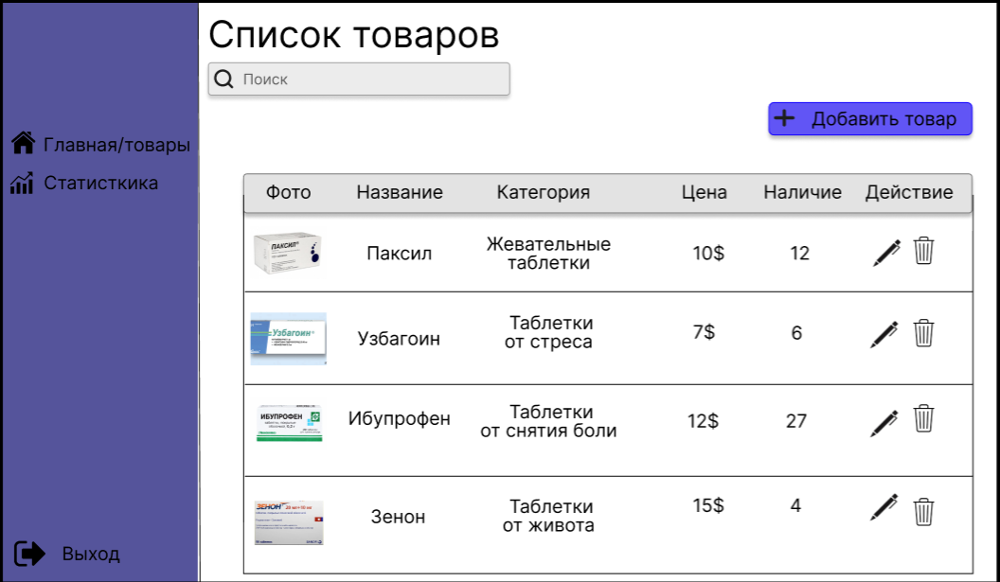 Список товаров
Поиск
Добавить товар
Главная/товары
Статисткика
Фото Название Категория Цена Наличие Действие
ПАКСИЛ®
Паксил
Жевательные
таблетки
10$
12
Узбагоин®
Узбагоин
Таблетки
от стреса
7$
6
ИБУПРОФЕН
Ибупрофен
Таблетки
от снятия боли
12$
27
ЗЕНОН
Зенон
Таблетки
от живота
15$
4
Выход